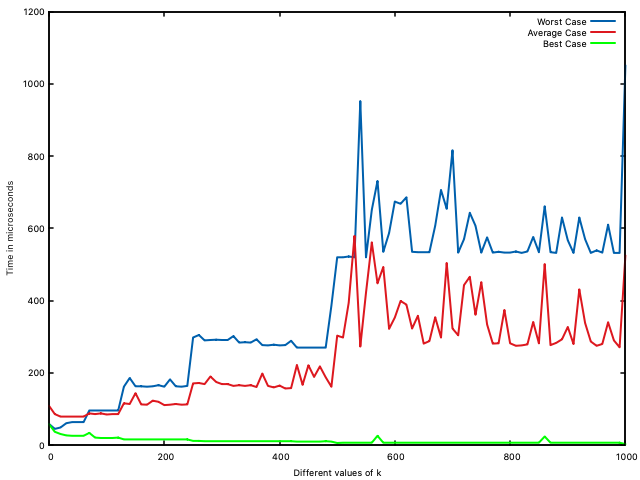 1200
1000
800
600
400
200
0
Time in microseconds
Worst Case
Average Case
Best Case
0
200
400
600
800
1000
Different values of k